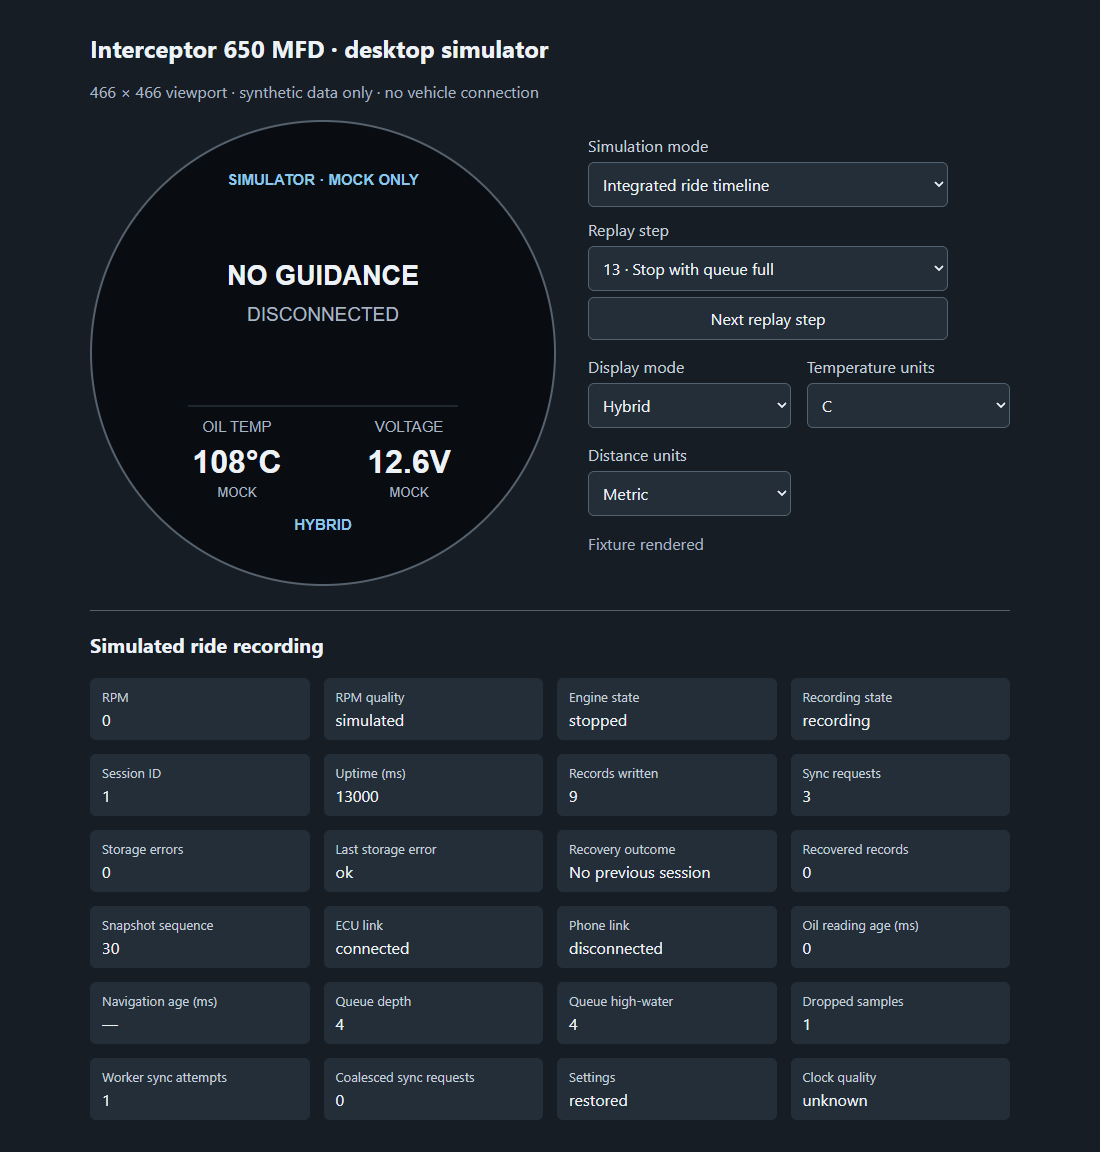 Interceptor 650 MFD · desktop simulator
466 × 466 viewport · synthetic data only · no vehicle connection
SIMULATOR · MOCK ONLY
NO GUIDANCE
DISCONNECTED
OIL TEMP
108°C
MOCK
VOLTAGE
12.6V
MOCK
HYBRID
Simulation mode
Integrated ride timeline
Replay step
13 · Stop with queue full
Next replay step
Display mode
Hybrid
Temperature units
C
Distance units
Metric
Fixture rendered
Simulated ride recording
RPM
0
RPM quality
simulated
Engine state
stopped
Recording state
recording
Session ID
1
Uptime (ms)
13000
Records written
9
Sync requests
3
Storage errors
0
Last storage error
ok
Recovery outcome
No previous session
Recovered records
0
Snapshot sequence
30
ECU link
connected
Phone link
disconnected
Oil reading age (ms)
0
Navigation age (ms)
—
Queue depth
4
Queue high-water
4
Dropped samples
1
Worker sync attempts
1
Coalesced sync requests
0
Settings
restored
Clock quality
unknown